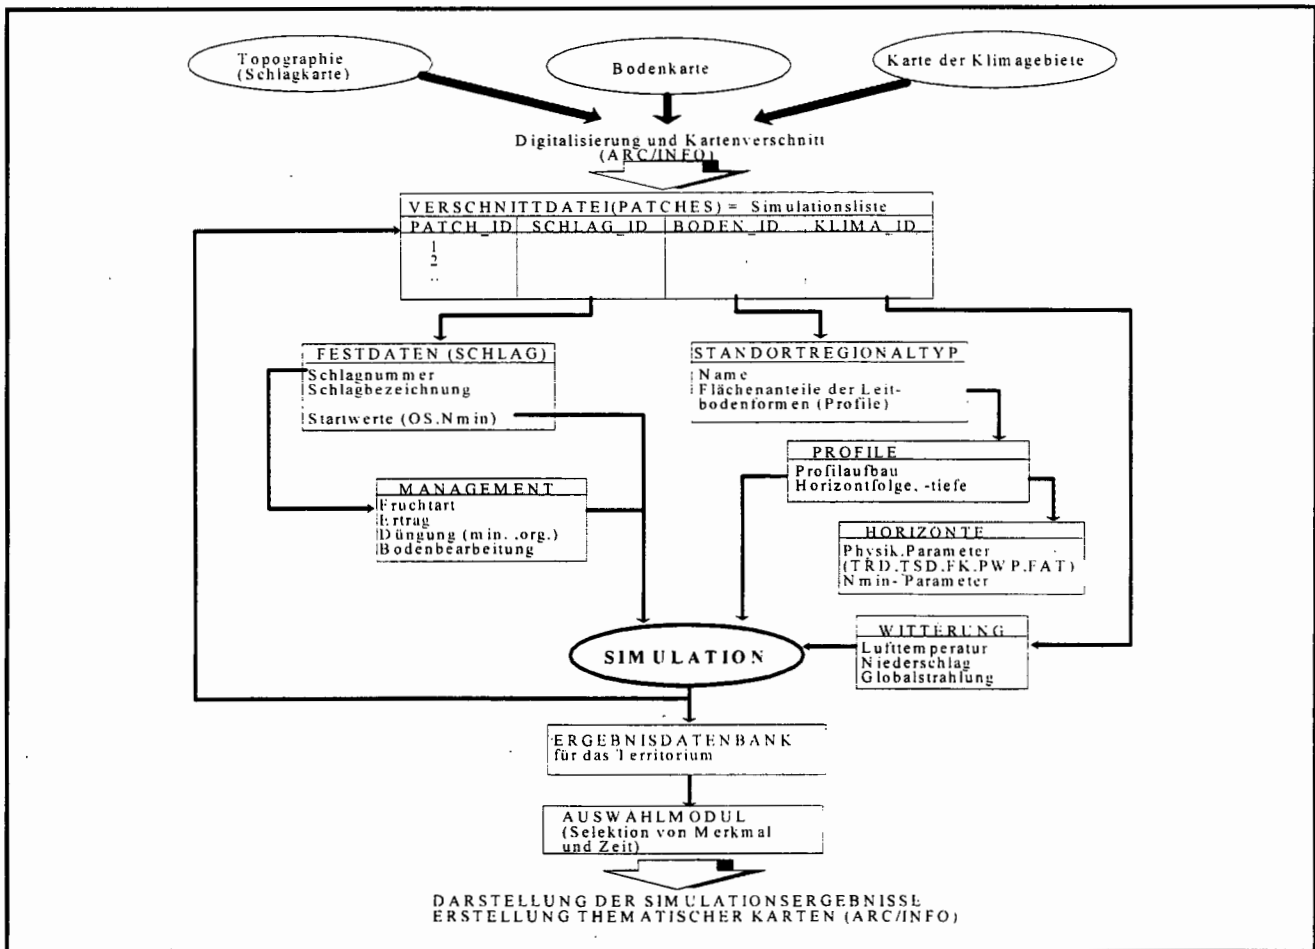 Topographie
(Schlagkarte)
Bodenkarte
Karte der Klimagebiete
Digitalisierung und Kartenverschnitt
(ARC/INFO)
VERSCHNITTDATEI(PATCHES) = Simulationsliste
PATCH_ID SCHLAG_ID BODEN_ID KLIMA_ID
1
2
..
FESTDATEN (SCHLAG)
Schlagnummer
Schlagbezeichnung
Startwerte (OS,Nmin)
STANDORTREGIONALTYP
Name
Flächenanteile der Leit-
bodenformen (Profile)
PROFILE
Profilaufbau
Horizontfolge, -tiefe
MANAGEMENT
Fruchtart
Ertrag
Düngung (min.,org.)
Bodenbearbeitung
HORIZONTE
Physik.Parameter
(TRD,TSD,FK,PWP,FAT)
Nmin-Parameter
WITTERUNG
Lufttemperatur
Niederschlag
Globalstrahlung
SIMULATION
ERGEBNISDATENBANK
für das Territorium
AUSWAHLMODUL
(Selektion von Merkmal
und Zeit)
DARSTELLUNG DER SIMULATIONSERGEBNISSE
ERSTELLUNG THEMATISCHER KARTEN (ARC/INFO)